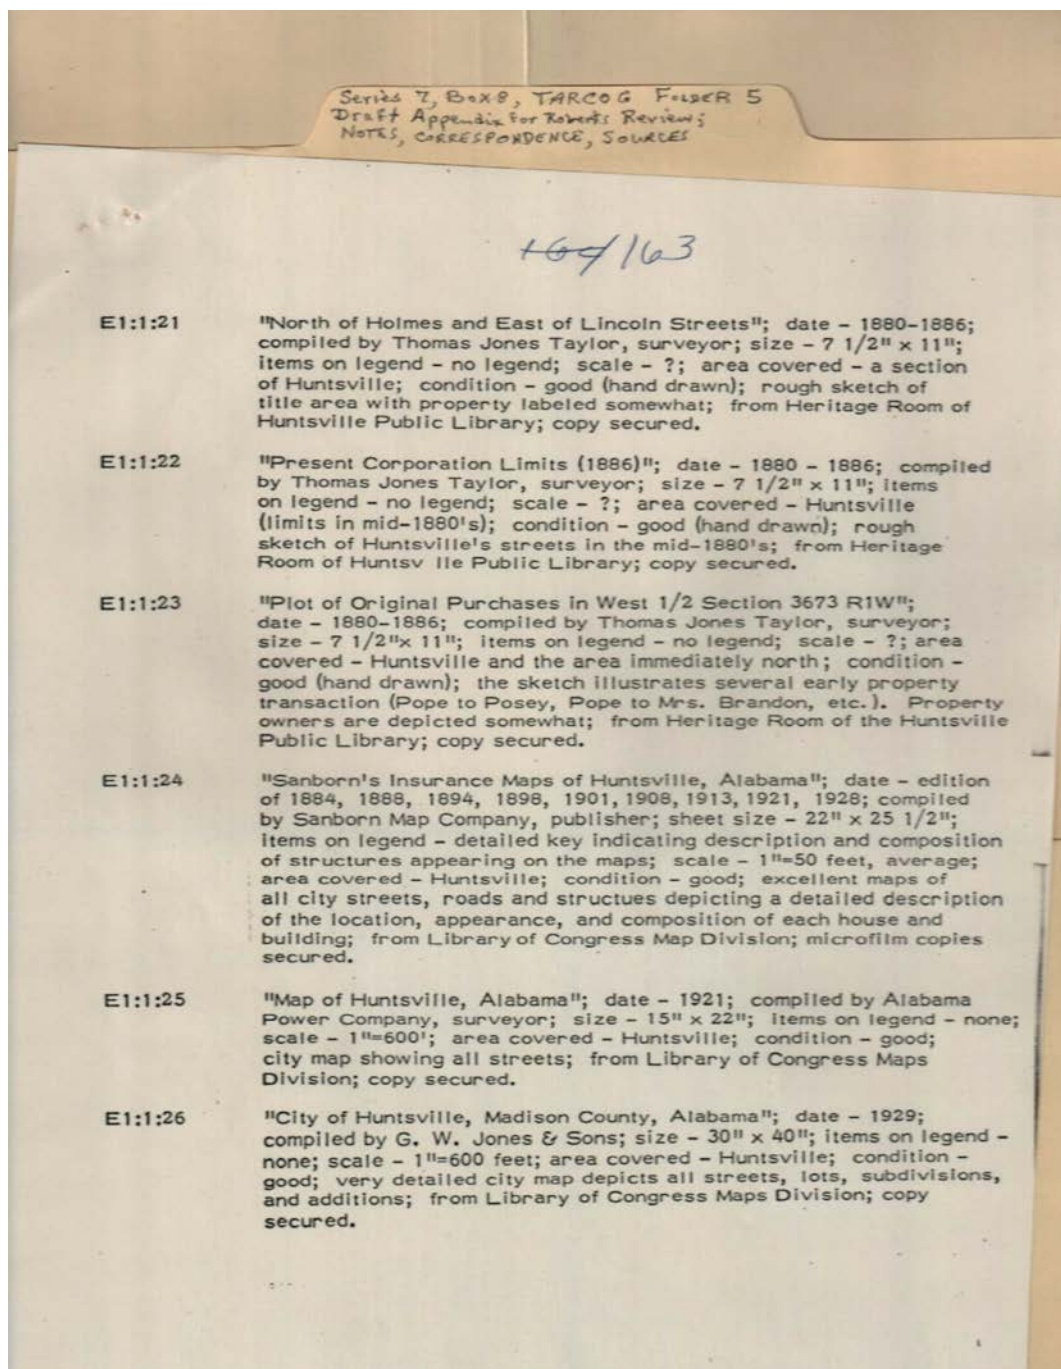 Series 7, Box 8, TARCOG FOLDER 5
Draft Appendix for Roberts Review;
NOTES, CORRESPONDENCE, SOURCES
164/163
E1:1:21 "North of Holmes and East of Lincoln Streets"; date - 1880-1886;
compiled by Thomas Jones Taylor, surveyor; size - 7 1/2" x 11";
items on legend - no legend; scale - ?; area covered - a section
of Huntsville; condition - good (hand drawn); rough sketch of
title area with property labeled somewhat; from Heritage Room of
Huntsville Public Library; copy secured.
E1:1:22 "Present Corporation Limits (1886)"; date - 1880 - 1886; compiled
by Thomas Jones Taylor, surveyor; size - 7 1/2" x 11"; items
on legend - no legend; scale - ?; area covered - Huntsville
(limits in mid-1880's); condition - good (hand drawn); rough
sketch of Huntsville's streets in the mid-1880's; from Heritage
Room of Huntsv lle Public Library; copy secured.
E1:1:23 "Plot of Original Purchases in West 1/2 Section 3673 R1W";
date - 1880-1886; compiled by Thomas Jones Taylor, surveyor;
size - 7 1/2"x 11"; items on legend - no legend; scale - ?; area
covered - Huntsville and the area immediately north; condition -
good (hand drawn); the sketch illustrates several early property
transaction (Pope to Posey, Pope to Mrs. Brandon, etc.). Property
owners are depicted somewhat; from Heritage Room of the Huntsville
Public Library; copy secured.
E1:1:24 "Sanborn's Insurance Maps of Huntsville, Alabama"; date - edition
of 1884, 1888, 1894, 1898, 1901, 1908, 1913, 1921, 1928; compiled
by Sanborn Map Company, publisher; sheet size - 22" x 25 1/2";
items on legend - detailed key indicating description and composition
of structures appearing on the maps; scale - 1"=50 feet, average;
area covered - Huntsville; condition - good; excellent maps of
all city streets, roads and structues depicting a detailed description
of the location, appearance, and composition of each house and
building; from Library of Congress Map Division; microfilm copies
secured.
E1:1:25 "Map of Huntsville, Alabama"; date - 1921; compiled by Alabama
Power Company, surveyor; size - 15" x 22"; items on legend - none;
scale - 1"=600'; area covered - Huntsville; condition - good;
city map showing all streets; from Library of Congress Maps
Division; copy secured.
E1:1:26 "City of Huntsville, Madison County, Alabama"; date - 1929;
compiled by G. W. Jones & Sons; size - 30" x 40"; items on legend -
none; scale - 1"=600 feet; area covered - Huntsville; condition -
good; very detailed city map depicts all streets, lots, subdivisions,
and additions; from Library of Congress Maps Division; copy
secured.